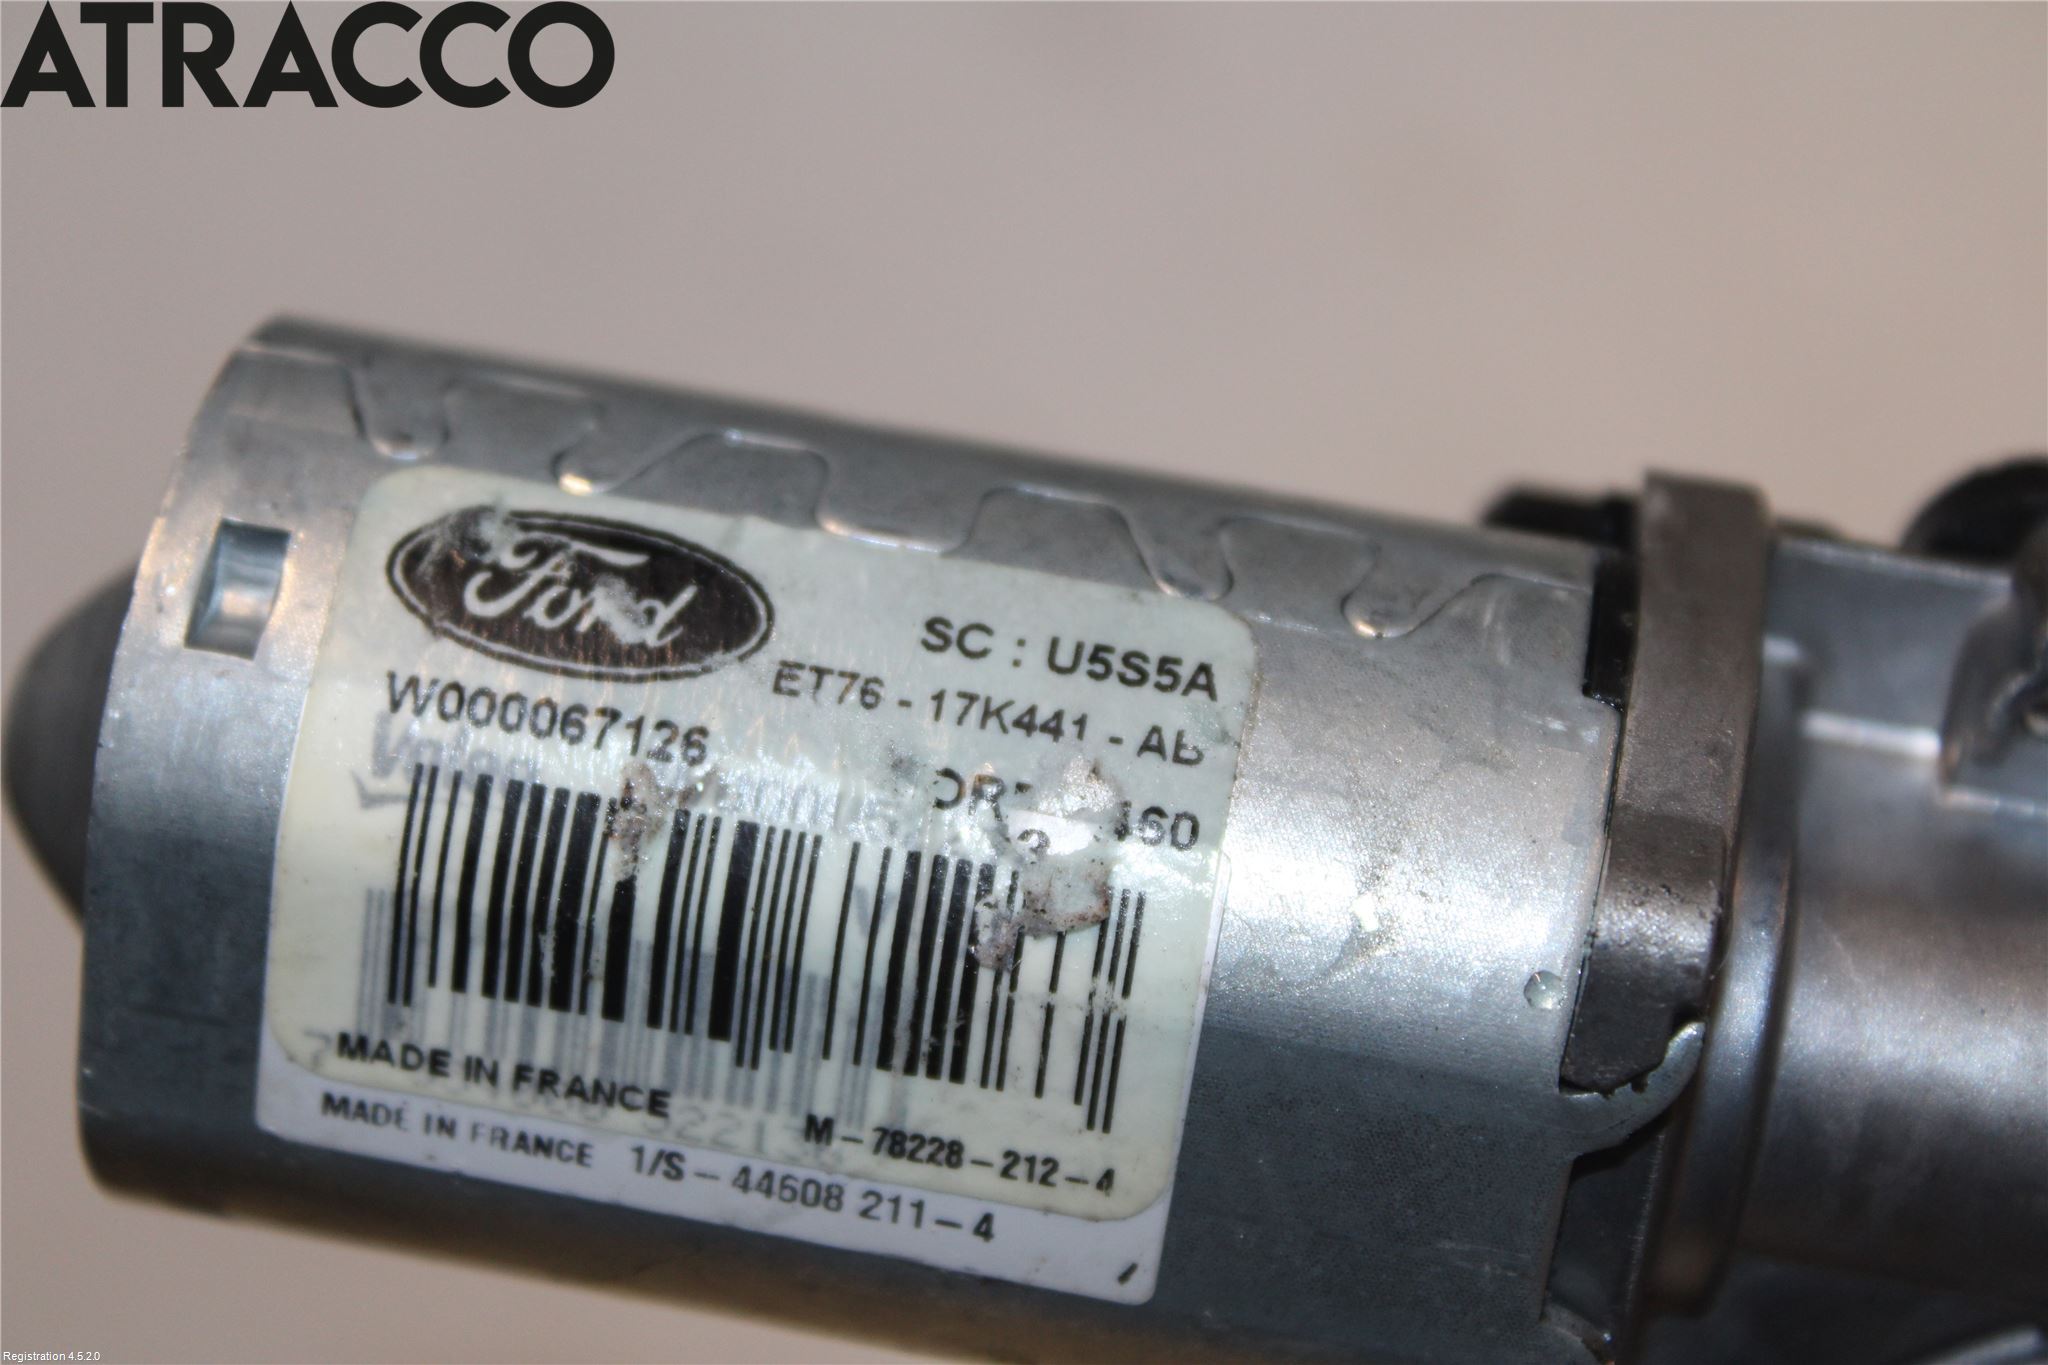 ATRACCO
Ford
SC : U5S5A
ET76 - 17K441 - AB
W000067126
MADE IN FRANCE
M-78228-212-4
MADE IN FRANCE 1/S-44608 211-4
Registration 4.5.2.0